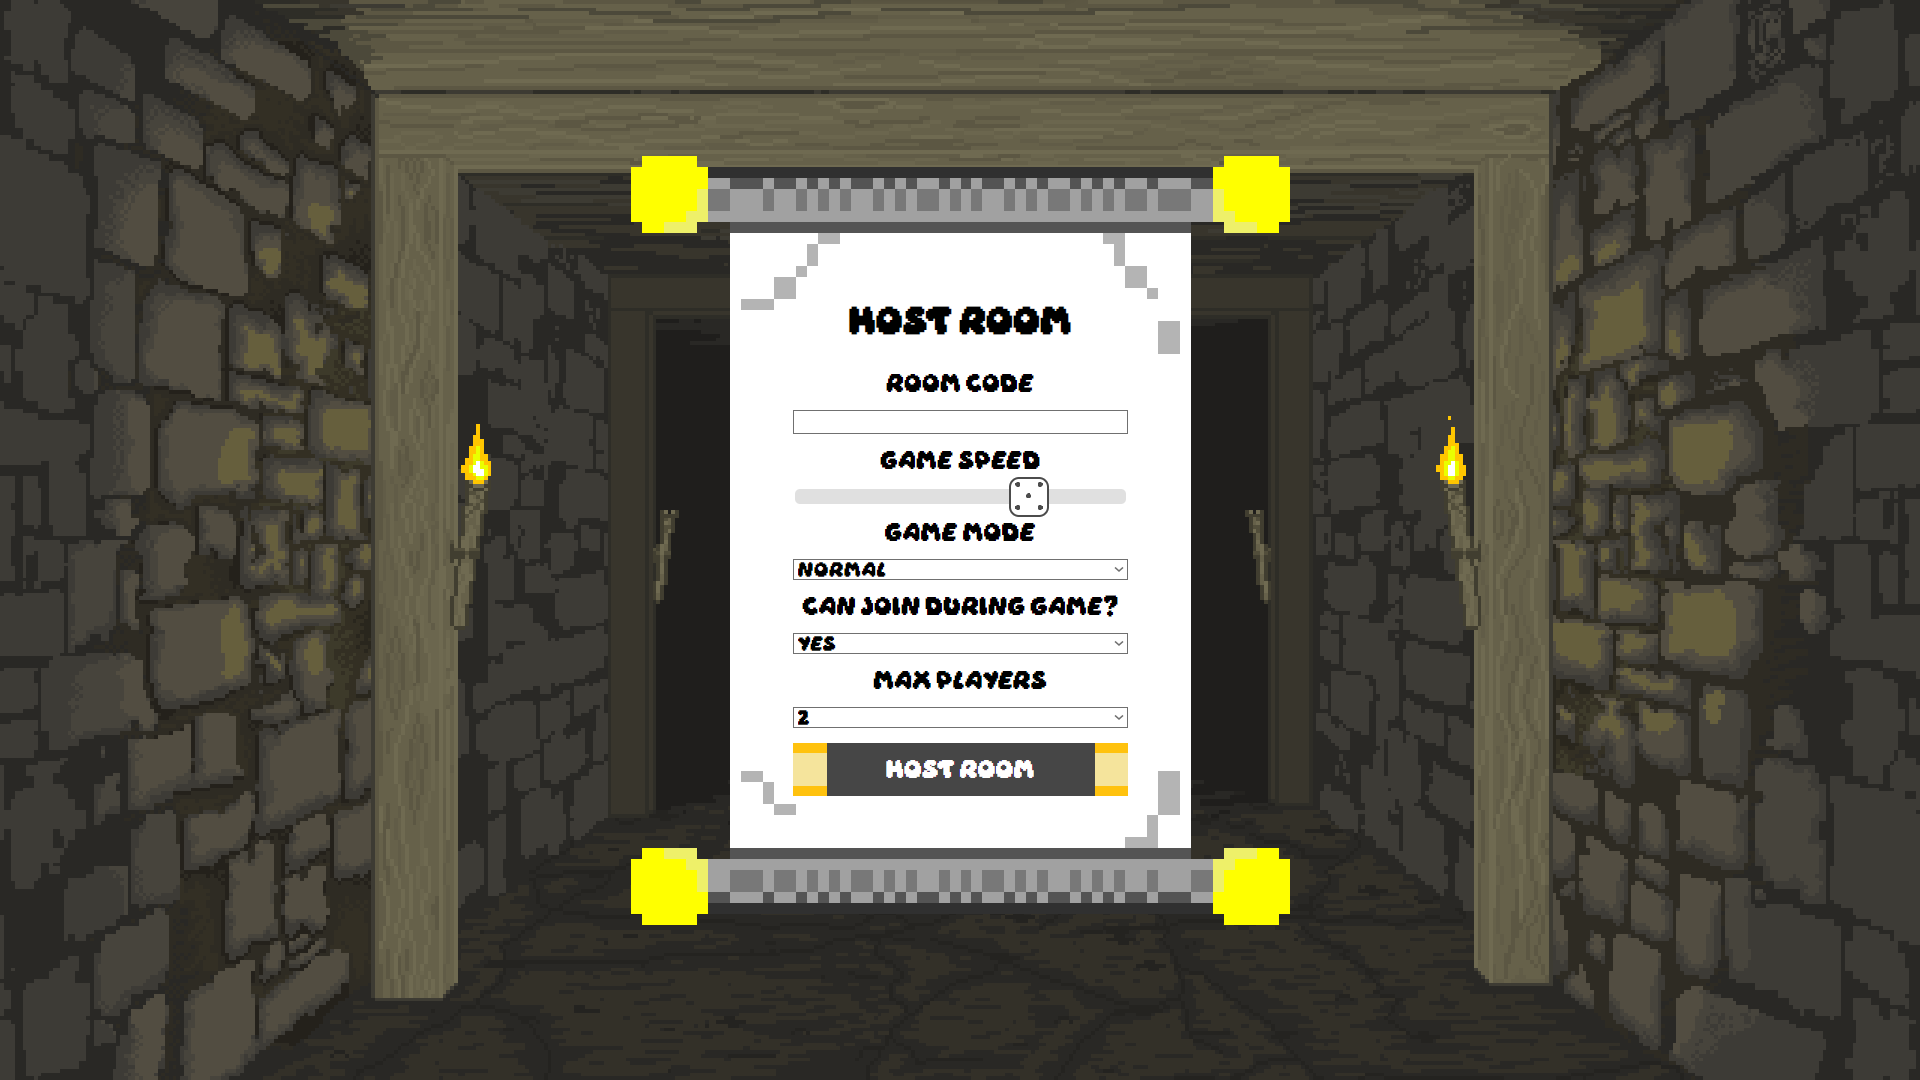 HOST ROOM
ROOM CODE
GAME SPEED
GAME MODE
NORMAL
CAN JOIN DURING GAME?
YES
MAX PLAYERS
2
HOST ROOM